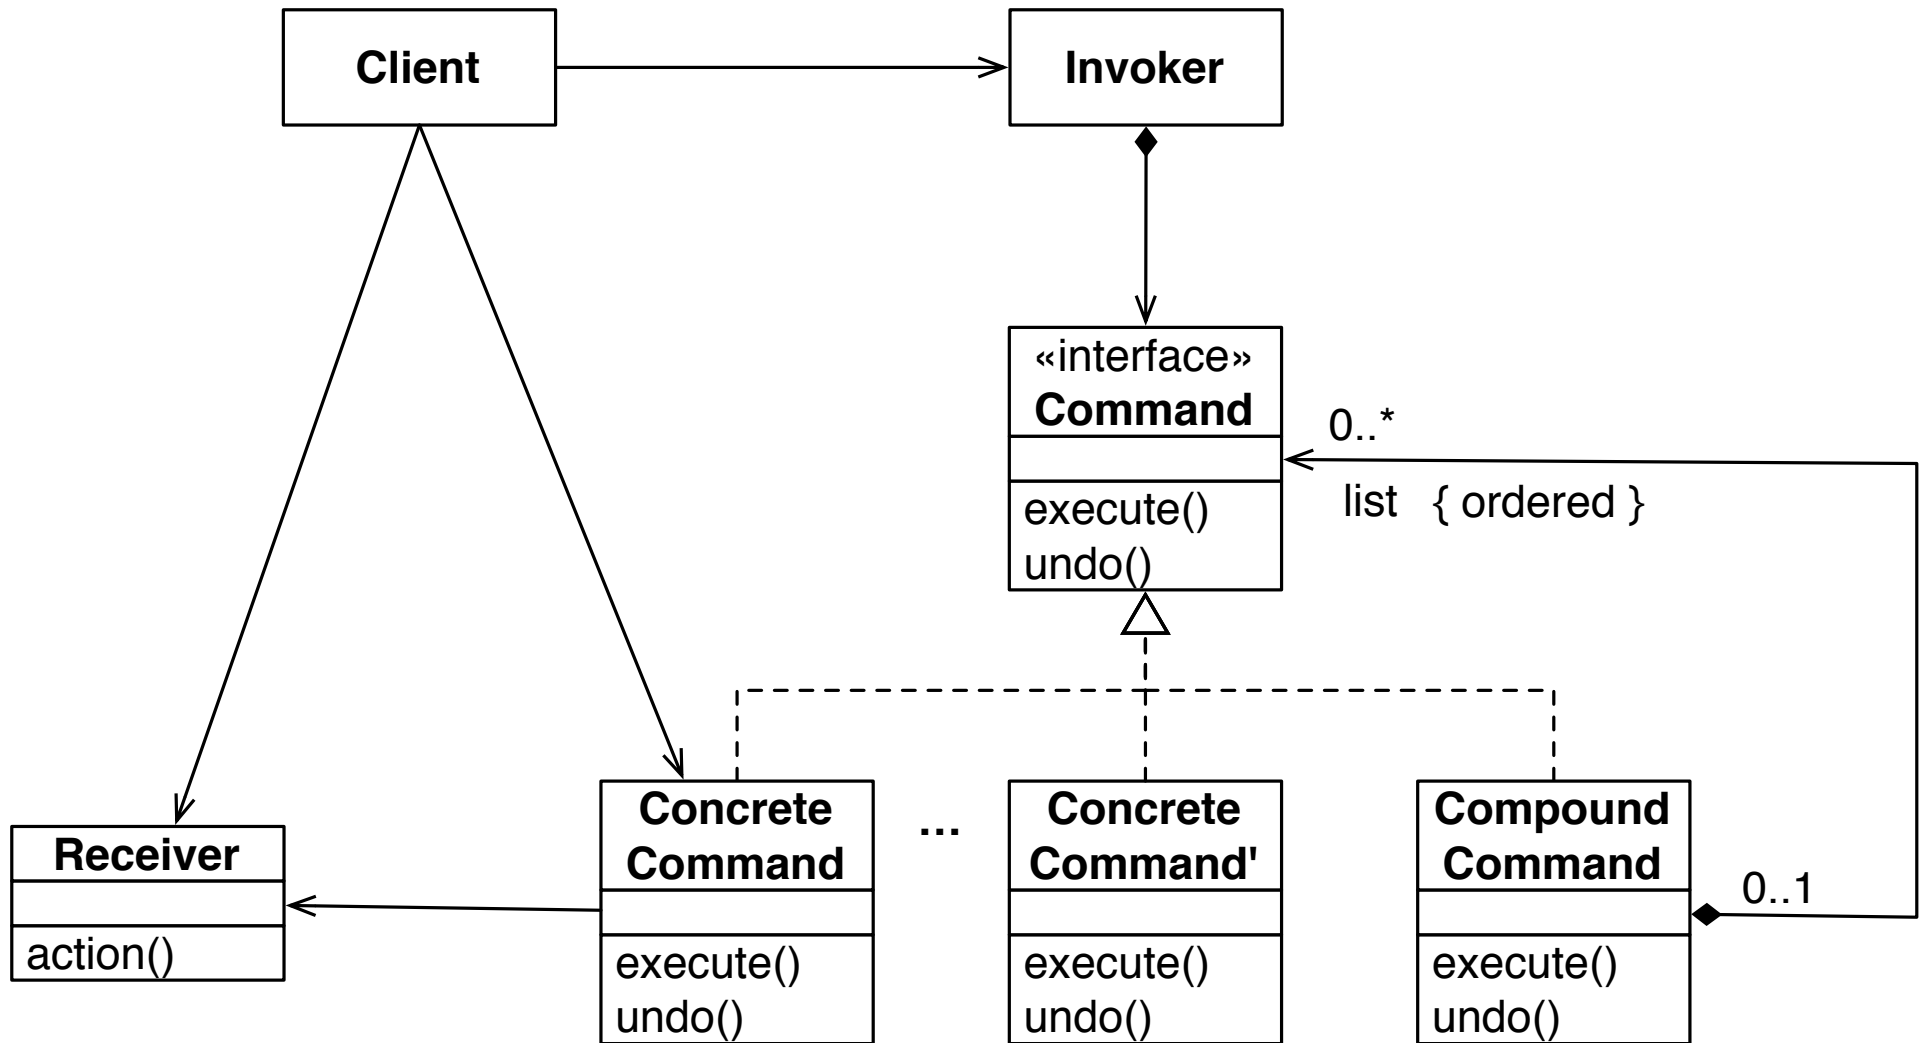 Client
Invoker
«interface»
Command
execute()
undo()
0..*
list { ordered }
Receiver
action()
Concrete
Command
execute()
undo()
...
Concrete
Command'
execute()
undo()
Compound
Command
execute()
undo()
0..1